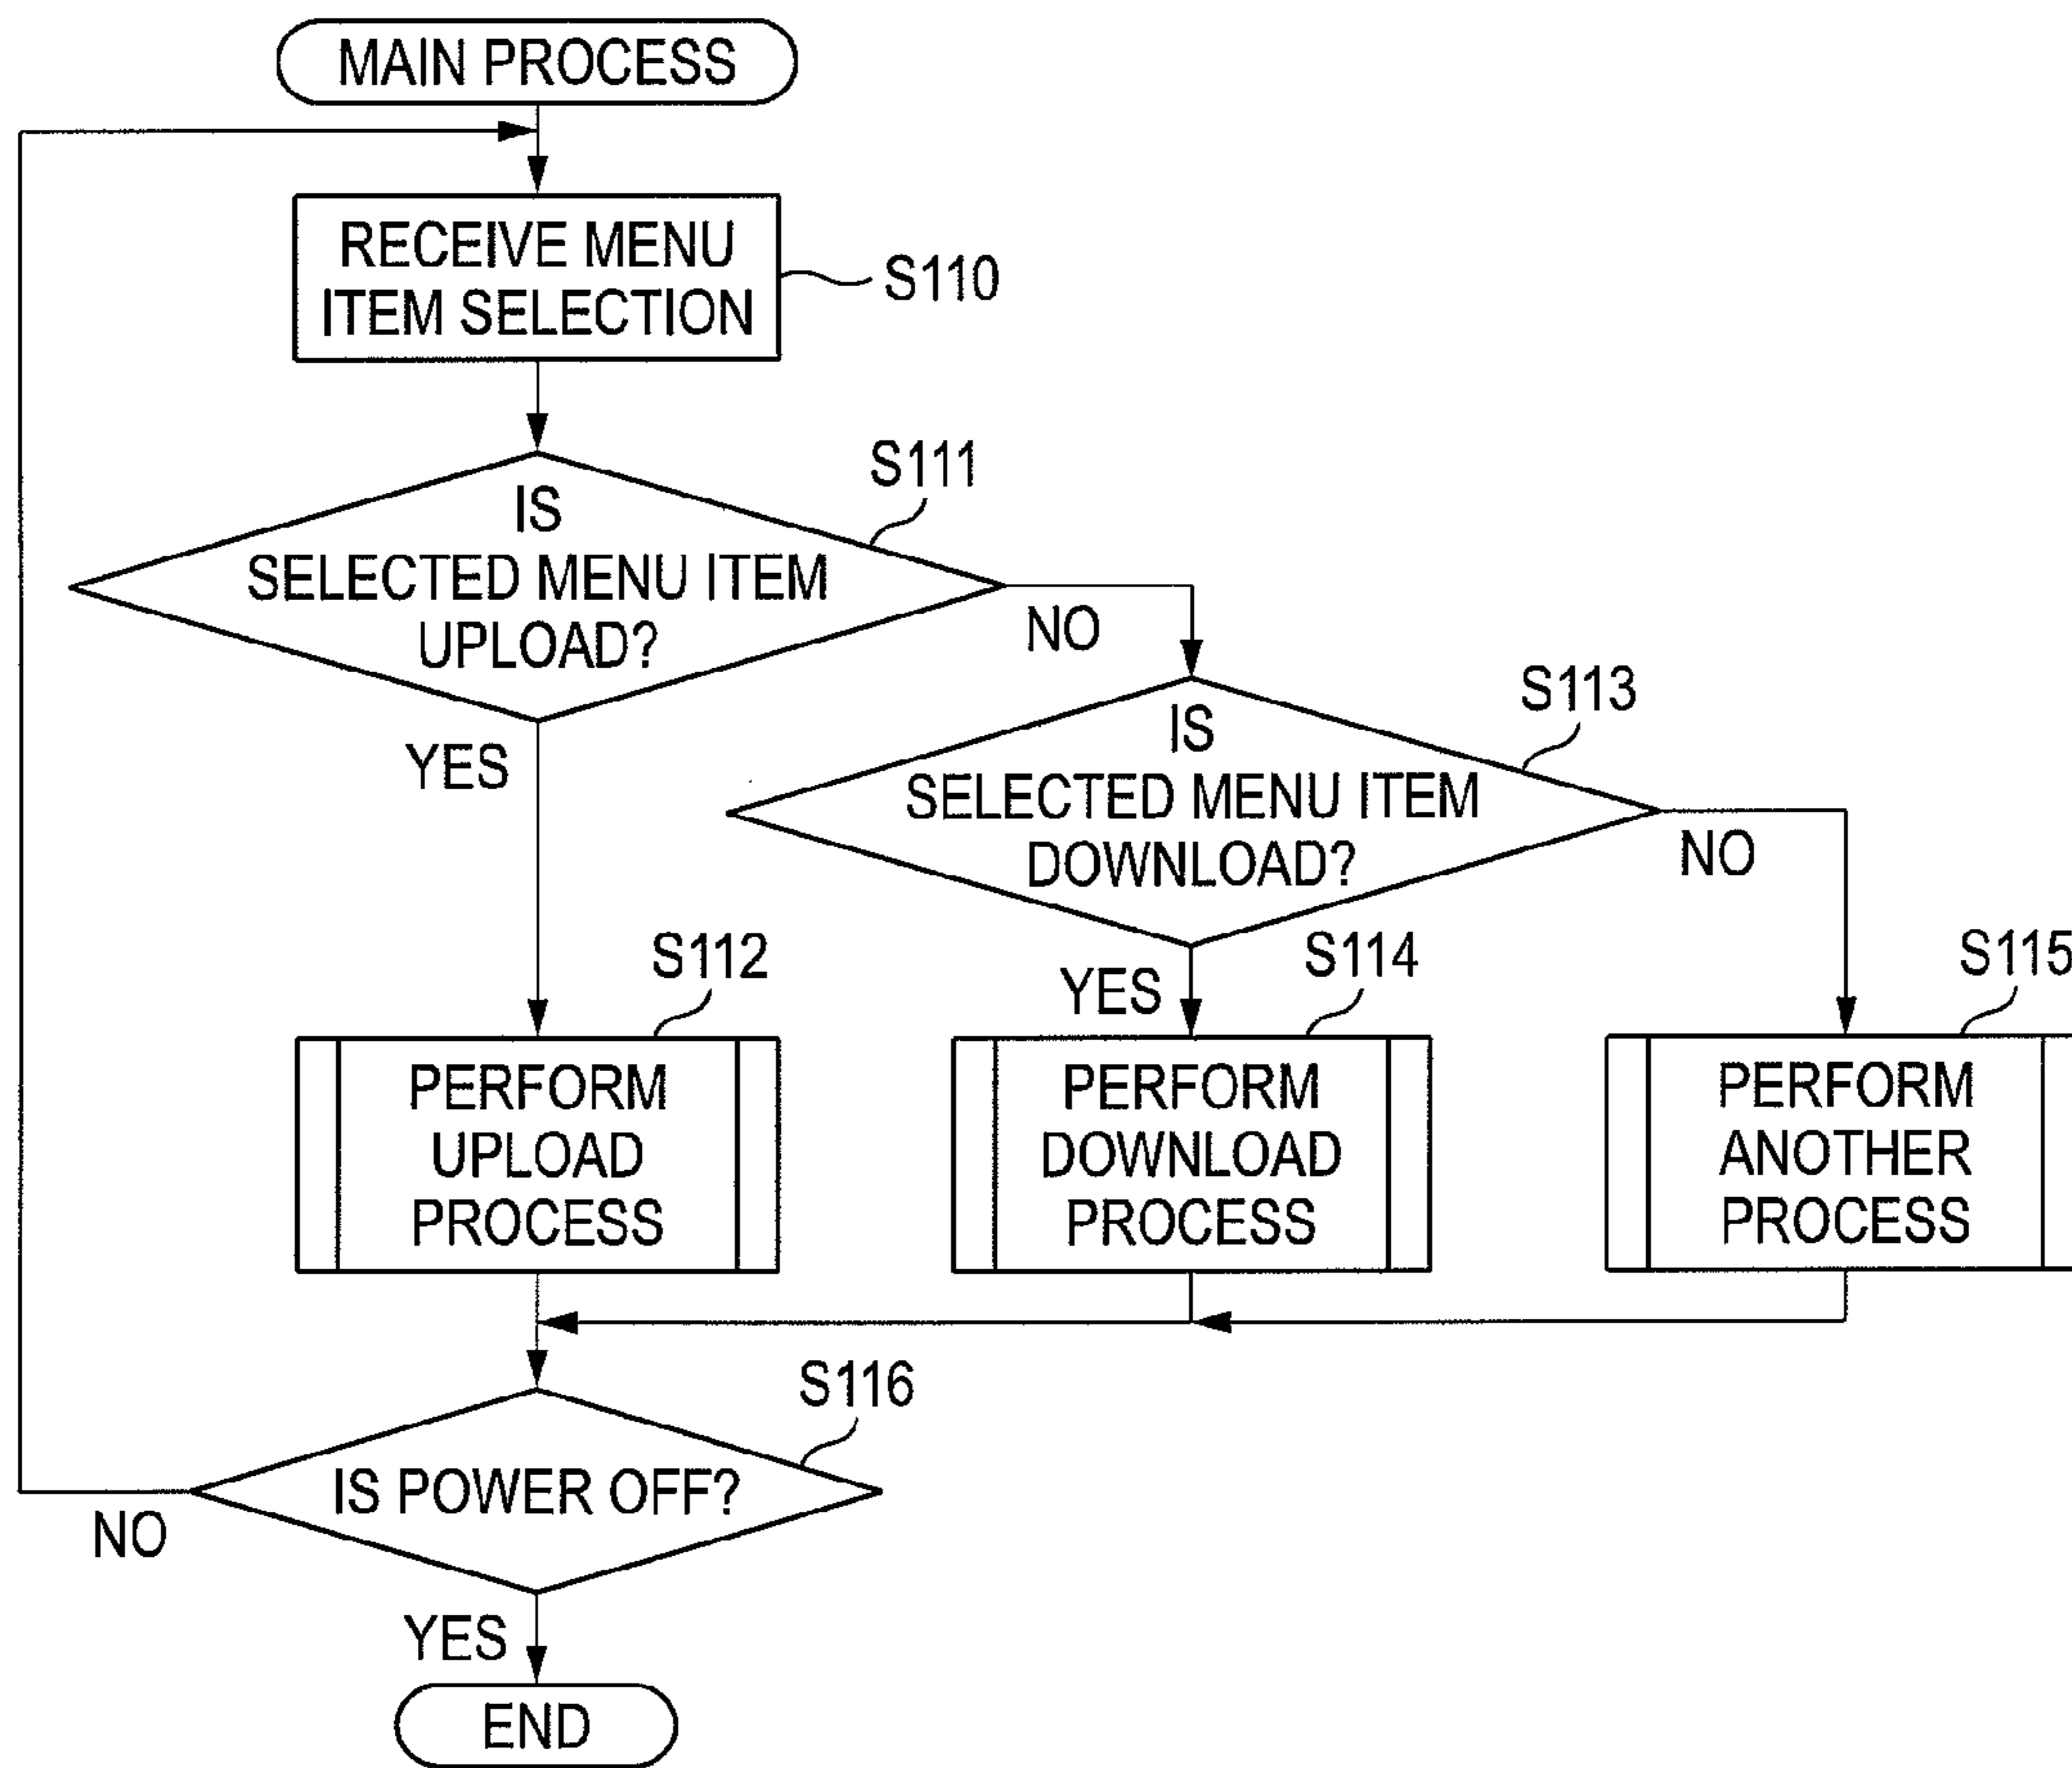 MAIN PROCESS
RECEIVE MENU
ITEM SELECTION
S110
S111
IS
SELECTED MENU ITEM
UPLOAD?
NO
YES
S113
IS
SELECTED MENU ITEM
DOWNLOAD?
NO
YES
S112
PERFORM
UPLOAD
PROCESS
S114
PERFORM
DOWNLOAD
PROCESS
S115
PERFORM
ANOTHER
PROCESS
S116
IS POWER OFF?
NO
YES
END